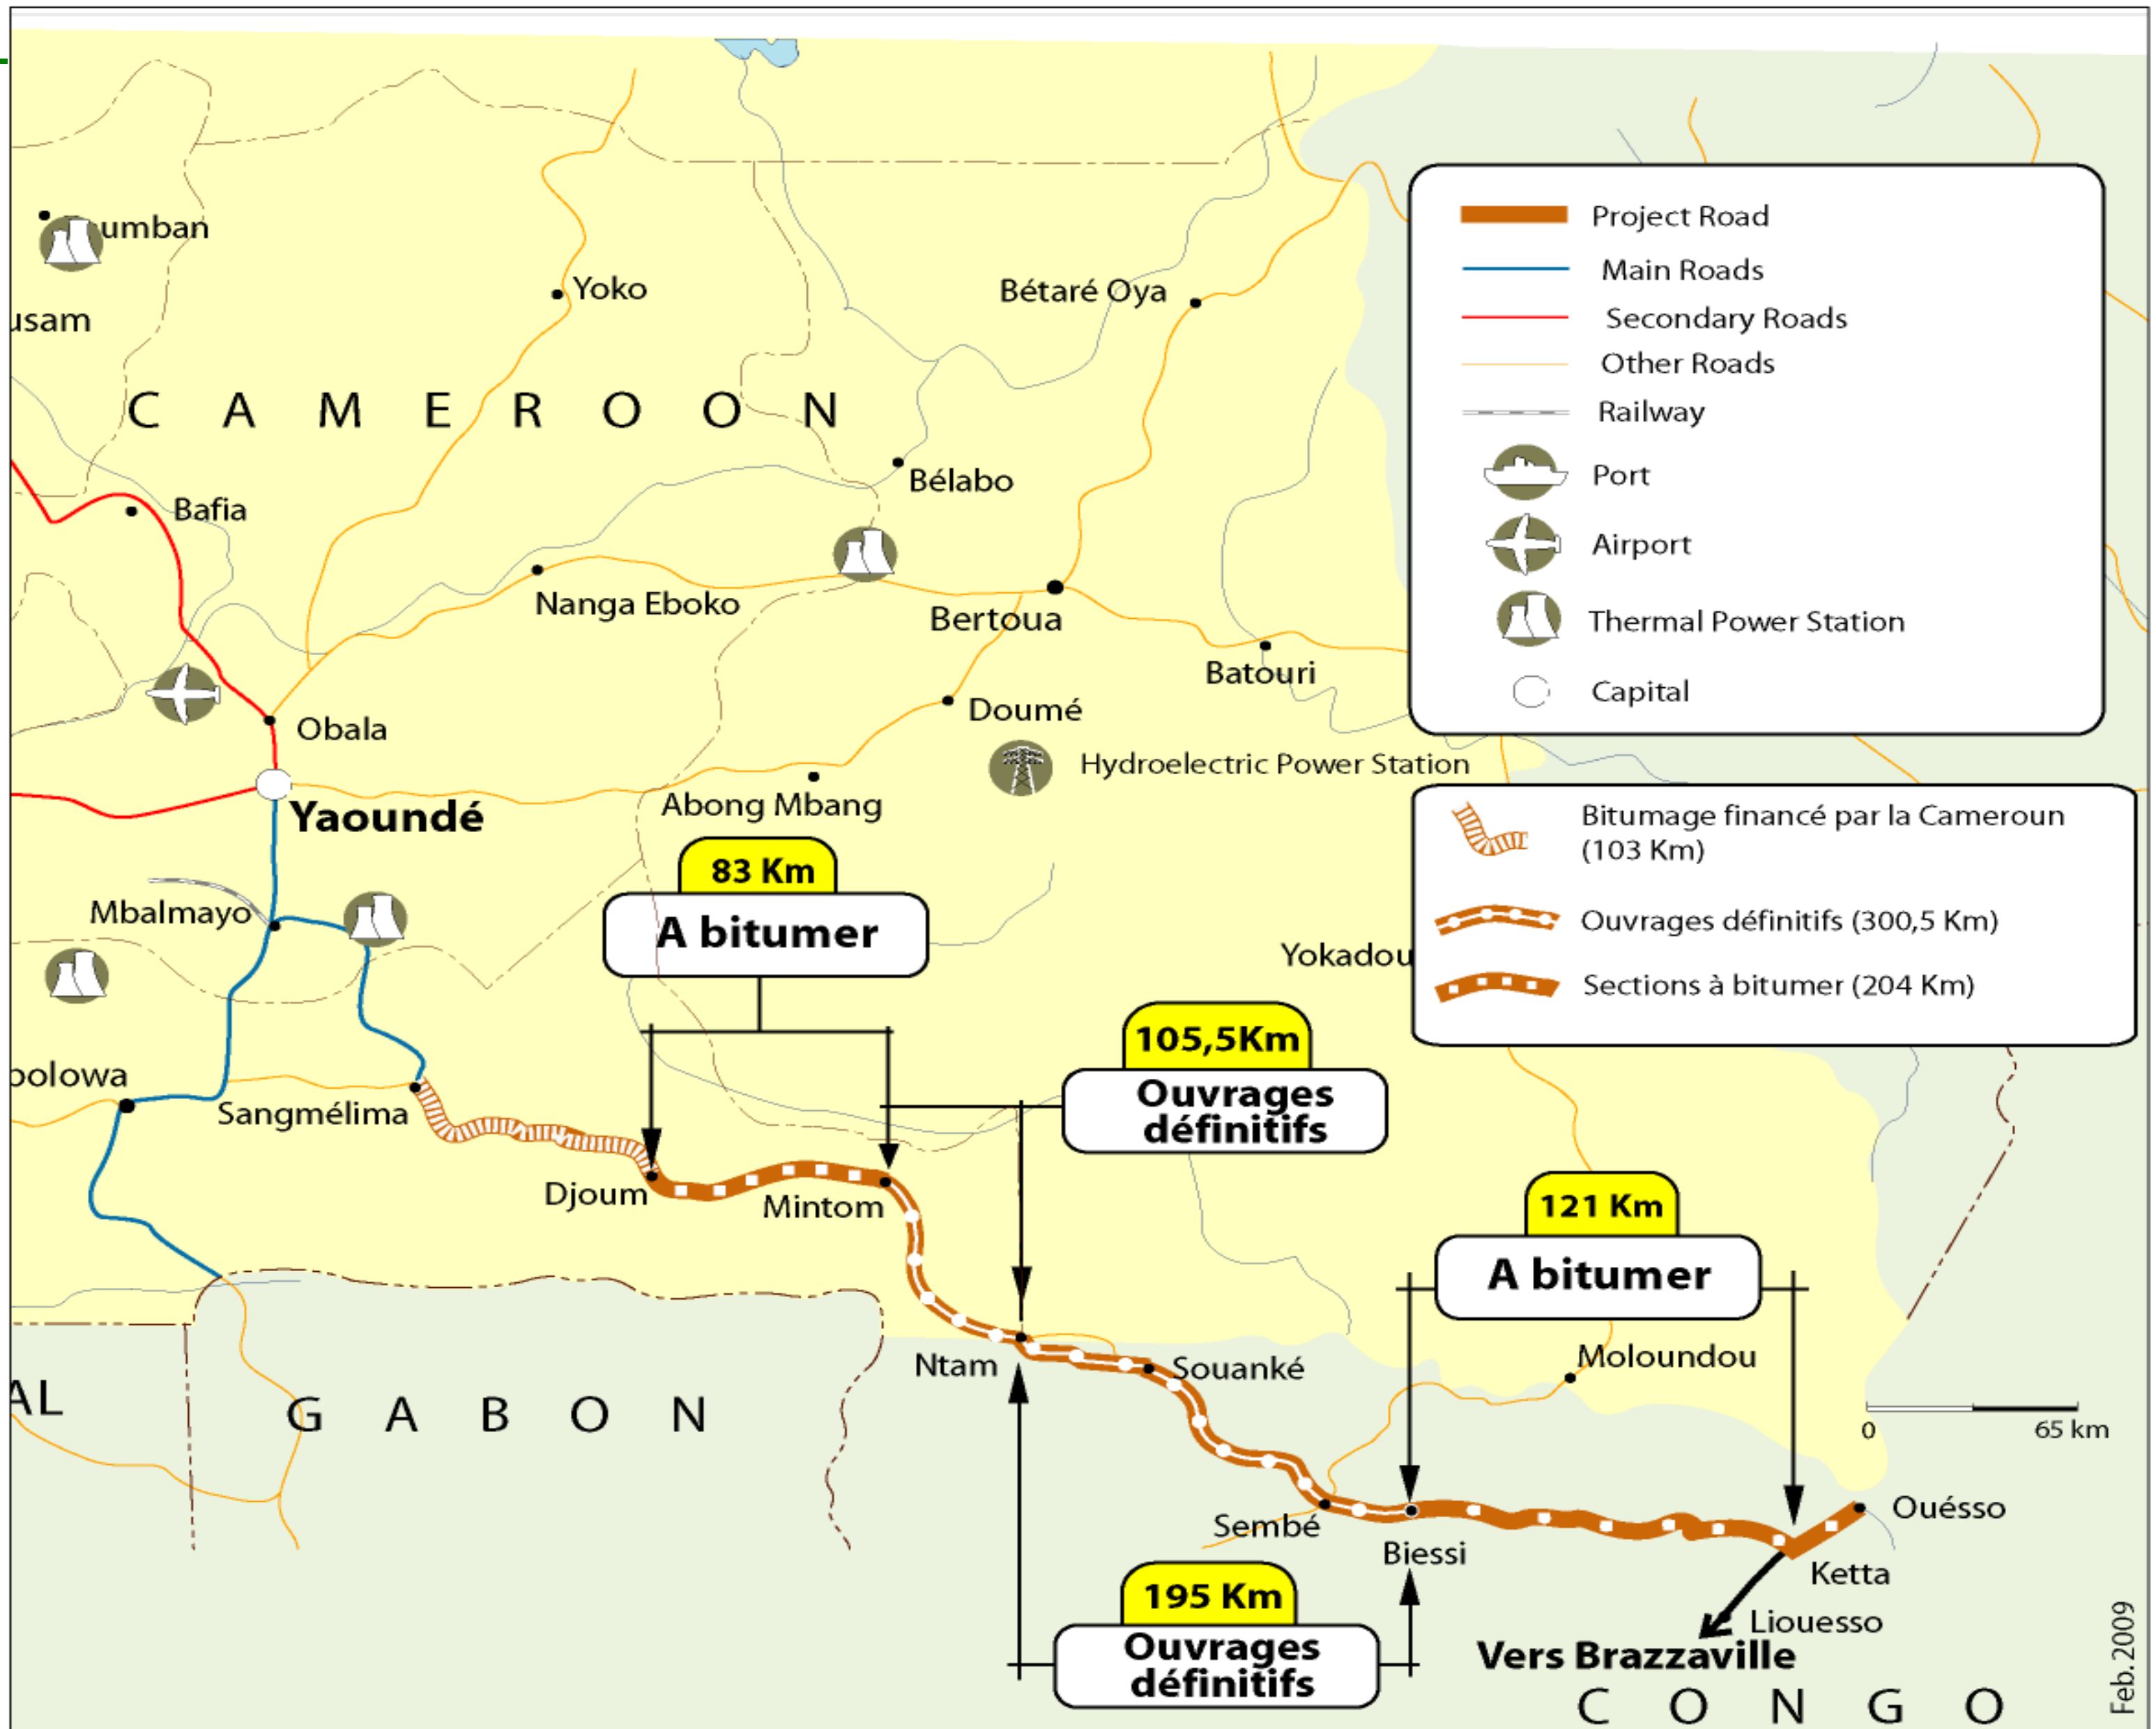 umban
usam
Yoko
Bétaré Oya
CAMEROON
Bélabo
Bafia
Nanga Eboko
Bertoua
Batouri
Doumé
Obala
Hydroelectric Power Station
Yaoundé
Abong Mbang
Mbalmayo
Yokadou
bolowa
Sangmélima
Djoum
Mintom
Ntam
Souanké
Moloundou
AL
GABON
Sembé
Biessi
Ouésso
Ketta
Liouesso
Vers Brazzaville
CONGO
Project Road
Main Roads
Secondary Roads
Other Roads
Railway
Port
Airport
Thermal Power Station
Capital
Bitumage financé par la Cameroun
(103 Km)
Ouvrages définitifs (300,5 Km)
Sections à bitumer (204 Km)
83 Km
A bitumer
105,5Km
Ouvrages
définitifs
121 Km
A bitumer
195 Km
Ouvrages
définitifs
0
65 km
Feb.2009